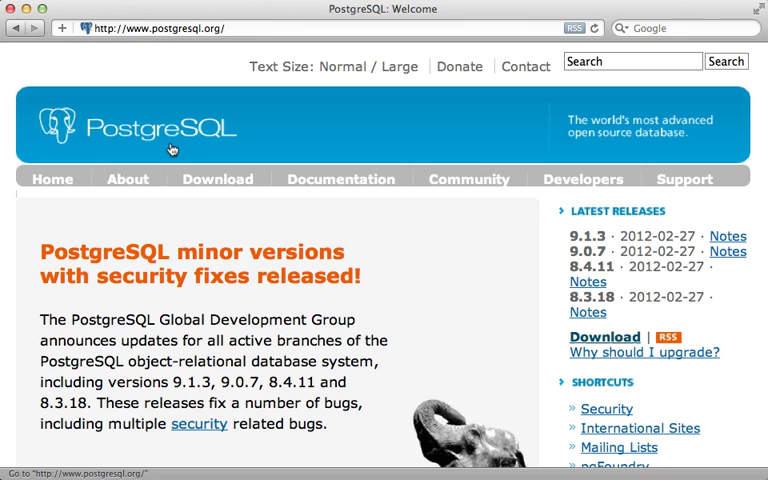 PostgreSQL: Welcome
http://www.postgresql.org/
RSS
Google
Text Size: Normal / Large
Donate
Contact
Search
Search
PostgreSQL
The world's most advanced
open source database.
Home
About
Download
Documentation
Community
Developers
Support
PostgreSQL minor versions
with security fixes released!
The PostgreSQL Global Development Group
announces updates for all active branches of the
PostgreSQL object-relational database system,
including versions 9.1.3, 9.0.7, 8.4.11 and
8.3.18. These releases fix a number of bugs,
including multiple security related bugs.
LATEST RELEASES
9.1.3 · 2012-02-27 · Notes
9.0.7 · 2012-02-27 · Notes
8.4.11 · 2012-02-27 ·
Notes
8.3.18 · 2012-02-27 ·
Notes
Download | RSS
Why should I upgrade?
SHORTCUTS
» Security
» International Sites
» Mailing Lists
» pgFoundry
Go to "http://www.postgresql.org/"